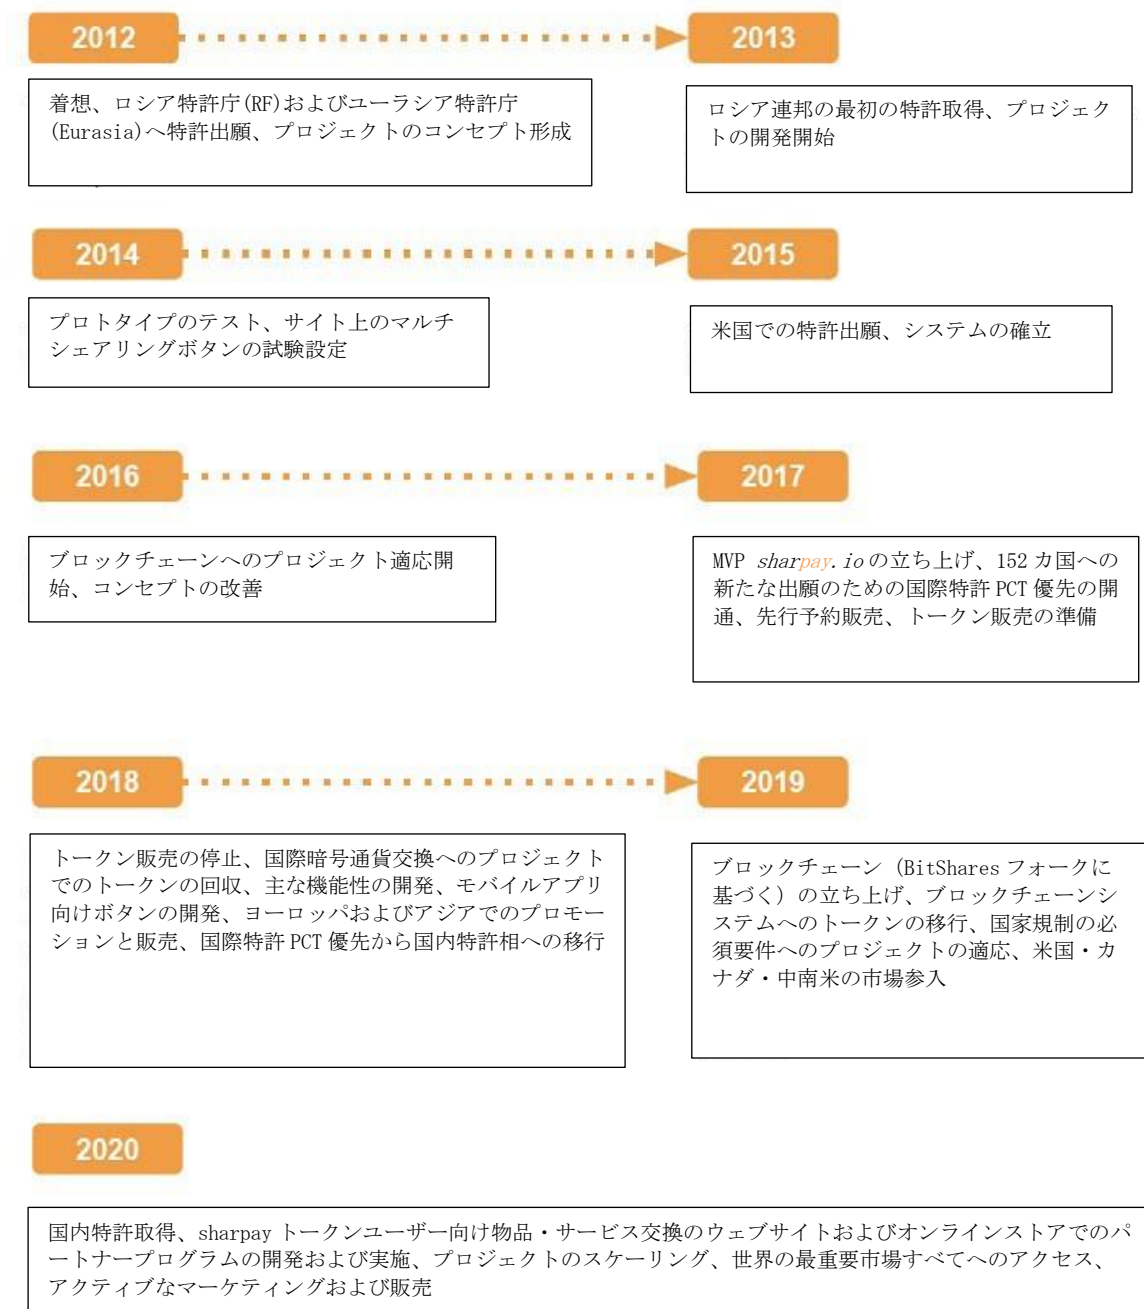 2012
2013
着想、ロシア特許庁(RF)およびユーラシア特許庁
(Eurasia)へ特許出願、プロジェクトのコンセプト形成
ロシア連邦の最初の特許取得、プロジェク
トの開発開始
2014
2015
プロトタイプのテスト、サイト上のマルチ
シェアリングボタンの試験設定
米国での特許出願、システムの確立
2016
2017
ブロックチェーンへのプロジェクト適応開
始、コンセプトの改善
MVP sharpay.io の立ち上げ、152 カ国への
新たな出願のための国際特許 PCT 優先の開
通、先行予約販売、トークン販売の準備
2018
2019
トークン販売の停止、国際暗号通貨交換へのプロジェクト
でのトークンの回収、主な機能性の開発、モバイルアプリ
向けボタンの開発、ヨーロッパおよびアジアでのプロモー
ションと販売、国際特許 PCT 優先から国内特許相への移行
ブロックチェーン（BitShares フォークに
基づく）の立ち上げ、ブロックチェーンシ
ステムへのトークンの移行、国家規制の必
須要件へのプロジェクトの適応、米国・カ
ナダ・中南米の市場参入
2020
国内特許取得、sharpay トークンユーザー向け物品・サービス交換のウェブサイトおよびオンラインストアでのパ
ートナープログラムの開発および実施、プロジェクトのスケーリング、世界の最重要市場すべてへのアクセス、
アクティブなマーケティングおよび販売